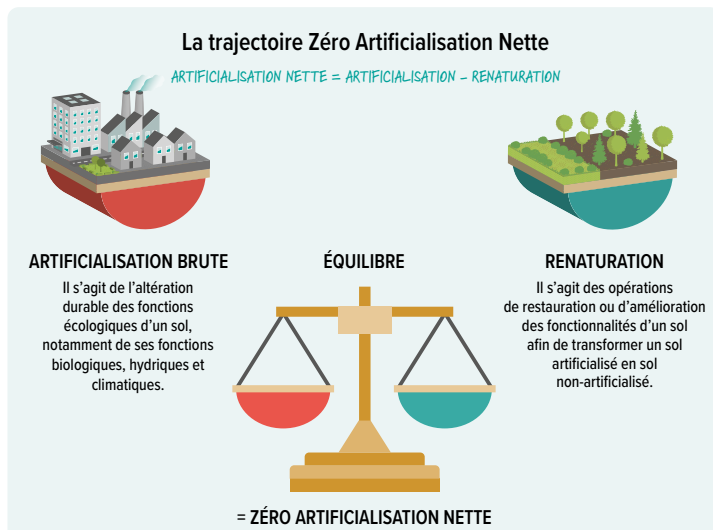 La trajectoire Zéro Artificialisation Nette
ARTIFICIALISATION NETTE = ARTIFICIALISATION – RENATURATION
ARTIFICIALISATION BRUTE
Il s’agit de l’altération
durable des fonctions
écologiques d’un sol,
notamment de ses fonctions
biologiques, hydriques et
climatiques.
ÉQUILIBRE
RENATURATION
Il s’agit des opérations
de restauration ou d’amélioration
des fonctionnalités d’un sol
afin de transformer un sol
artificialisé en sol
non-artificialisé.
= ZÉRO ARTIFICIALISATION NETTE